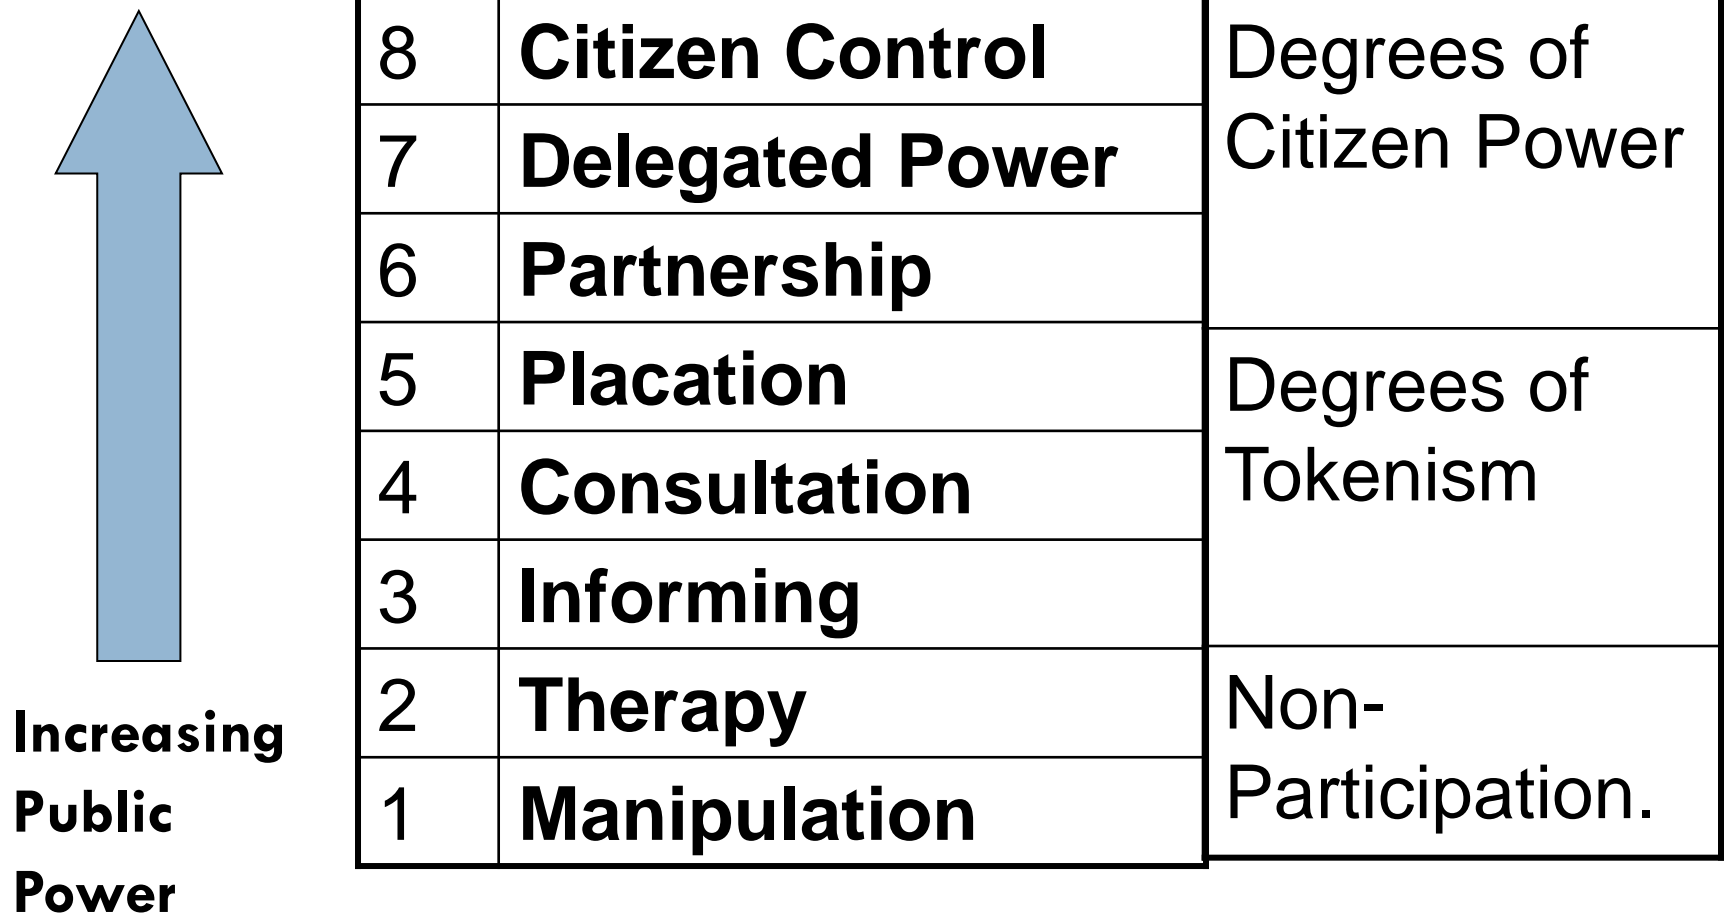 8 Citizen Control
7 Delegated Power
6 Partnership
5 Placation
4 Consultation
3 Informing
2 Therapy
1 Manipulation
Degrees of
Citizen Power
Degrees of
Tokenism
Non-
Participation.
Increasing
Public
Power